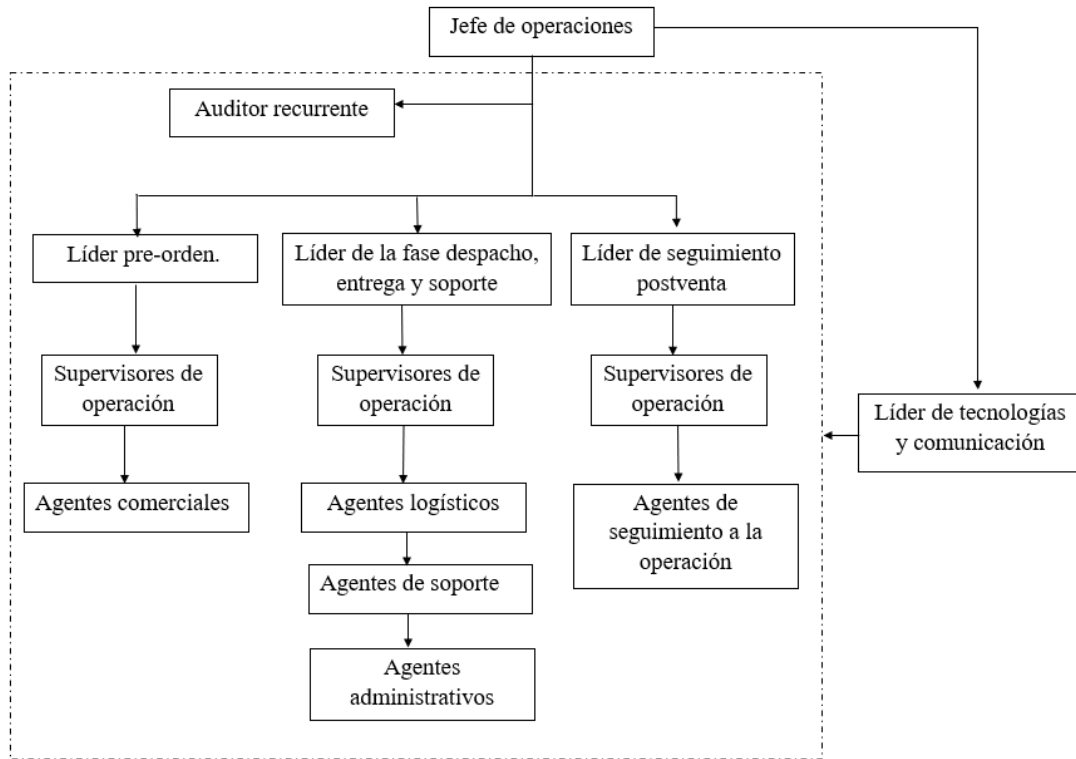 Jefe de operaciones
Auditor recurrente
Líder pre-orden.
Líder de la fase despacho,
entrega y soporte
Líder de seguimiento
postventa
Supervisores de
operación
Supervisores de
operación
Supervisores de
operación
Líder de tecnologías
y comunicación
Agentes comerciales
Agentes logísticos
Agentes de
seguimiento a la
operación
Agentes de soporte
Agentes
administrativos